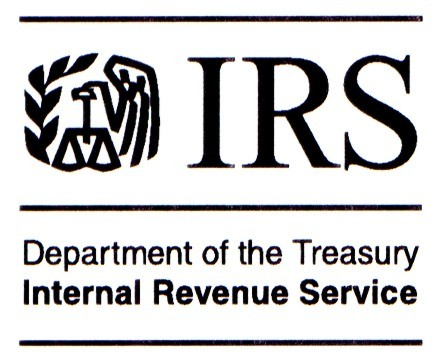 IRS
Department of the Treasury
Internal Revenue Service